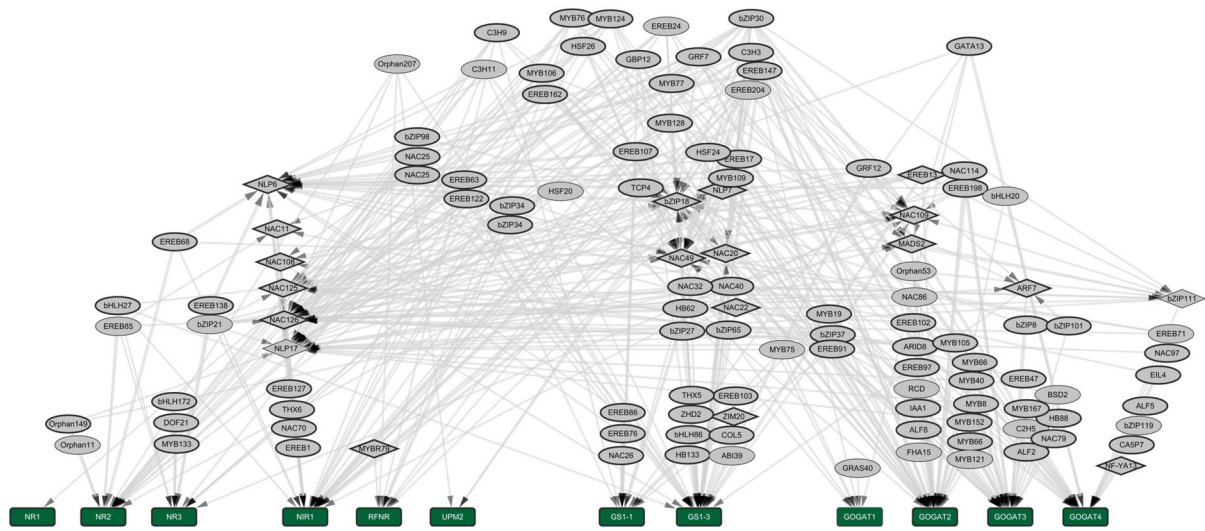 MYB76 MYB124 bZIP30
EREB24
C3H9
HSF26 GATA13
C3H3
GBP12 GRF7
Orphan207
C3H11 MYB106 EREB147
MYB77
EREB162 EREB204
MYB128
bZIP98
EREB107 HSF24
NAC25 EREB17
GRF12 NAC114
NAC25 EREB63 MYB109 EREB13
NLP6 HSF20 TCP4 NLP7 EREB198
EREB122 bHLH20
bZIP34 bZIP18
NAC109
bZIP34
NAC11
EREB68 MADS2
NAC20
NAC108 NAC49
Orphan53
NAC125 NAC32 NAC40 ARF7
NAC86 bZIP111
bHLH27 EREB138 HB62 NAC22
MYB19
NAC126
EREB85 bZIP21 EREB102 bZIP8 bZIP101
bZIP27 bZIP65 bZIP37 EREB71
NLP17 MYB75 EREB91 ARID8 MYB105
NAC97
EREB97 MYB66
EIL4
EREB127 MYB40 EREB47
RCD
THX5 EREB103 BSD2
bHLH172 THX6 IAA1 MYB8 MYB167 ALF5
EREB86 ZHD2 ZIM20
Orphan149 DOF21 MYB152 HB88
NAC70 ALF8 C2H5 bZIP119
EREB76 bHLH86 COL5
Orphan11 MYB133 EREB1 MYBR79 MYB66 NAC79 CA5P7
NAC26 HB133 ABI39 FHA15 MYB121 ALF2
GRAS40 NF-YA13
NR1 NR2 NR3 NIR1 RFNR UPM2 GS1-1 GS1-3 GOGAT1 GOGAT2 GOGAT3 GOGAT4